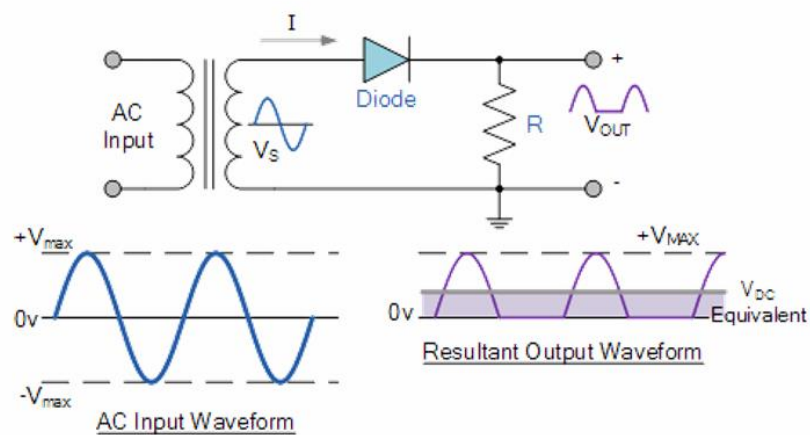 I
+
AC
Input
Diode
R
VS
VOUT
-
+Vmax
0v
-Vmax
AC Input Waveform
+VMAX
VDC
Equivalent
0v
Resultant Output Waveform